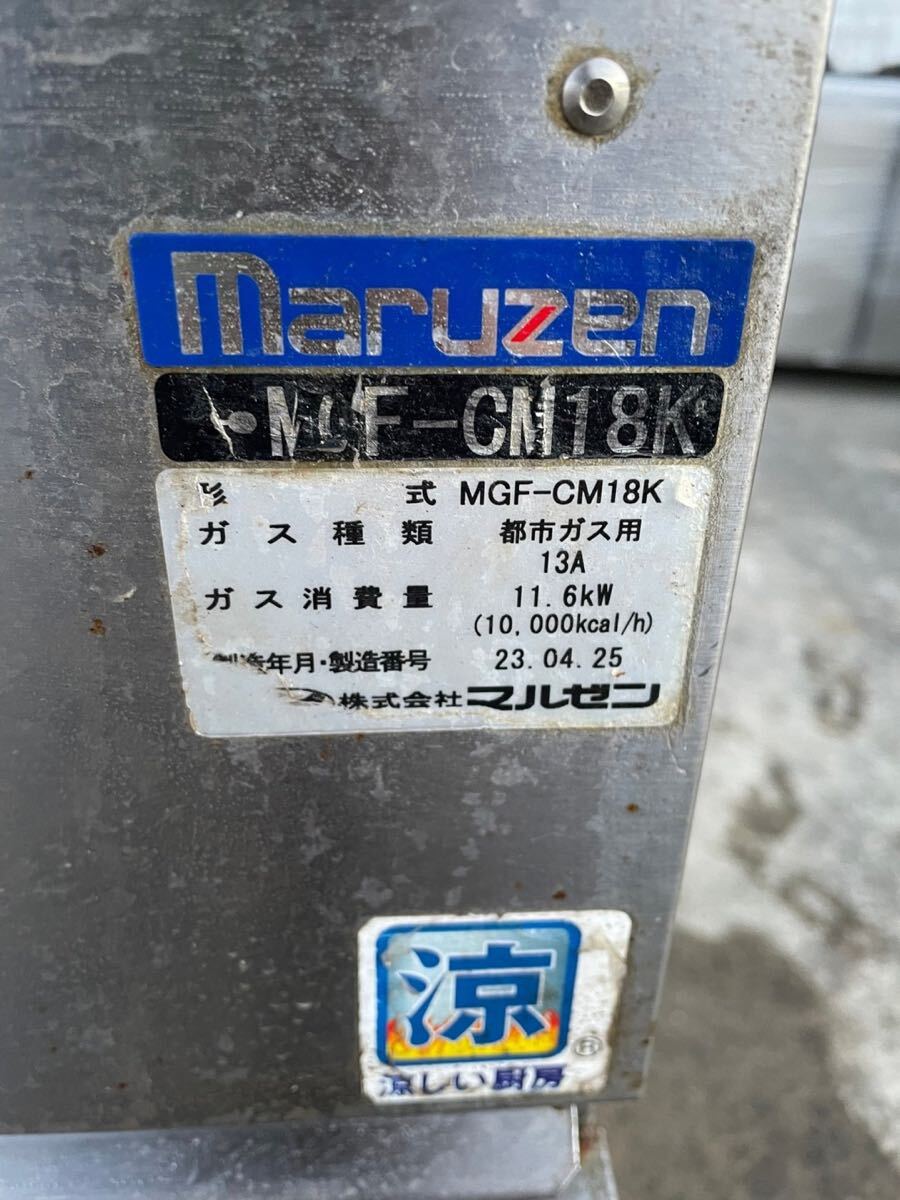 maruzen
MGF-CM18K
形式 MGF-CM18K
ガス種類 都市ガス用
13A
ガス消費量 11.6kW
(10,000kcal/h)
製造年月・製造番号 23.04.25
株式会社マルゼン
涼
®
涼しい厨房